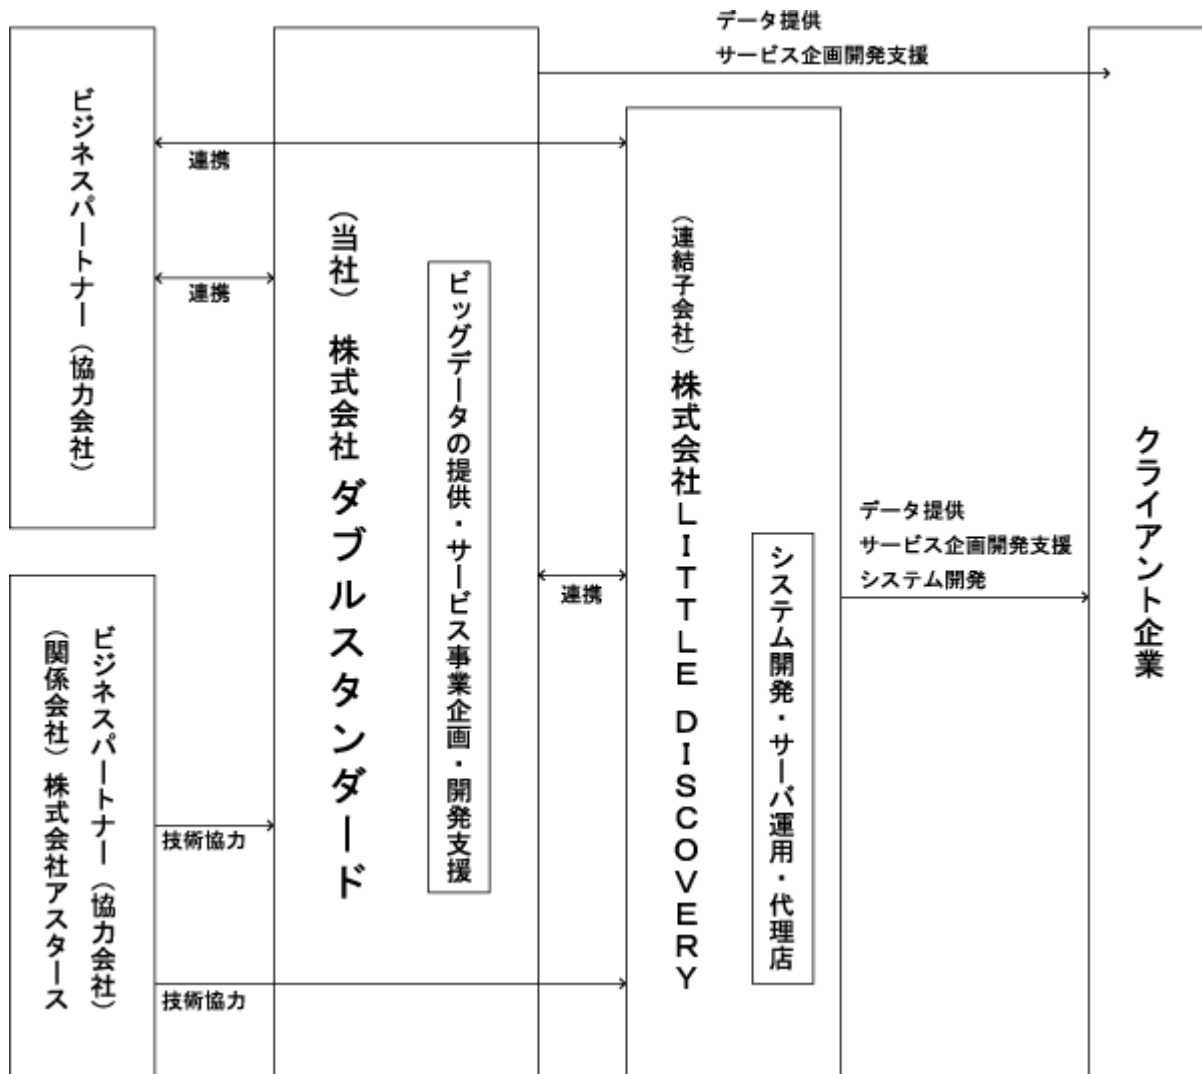 データ提供
サービス企画開発支援
ビジネスパートナー（協力会社）
連携
連携
（当社） 株式会社 ダブルスタンダード
ビッグデータの提供・サービス事業企画・開発支援
連携
（連結子会社）株式会社LITTLE DISCOVERY
システム開発・サーバ運用・代理店
データ提供
サービス企画開発支援
システム開発
クライアント企業
ビジネスパートナー（協力会社）
（関係会社）株式会社アスタース
技術協力
技術協力